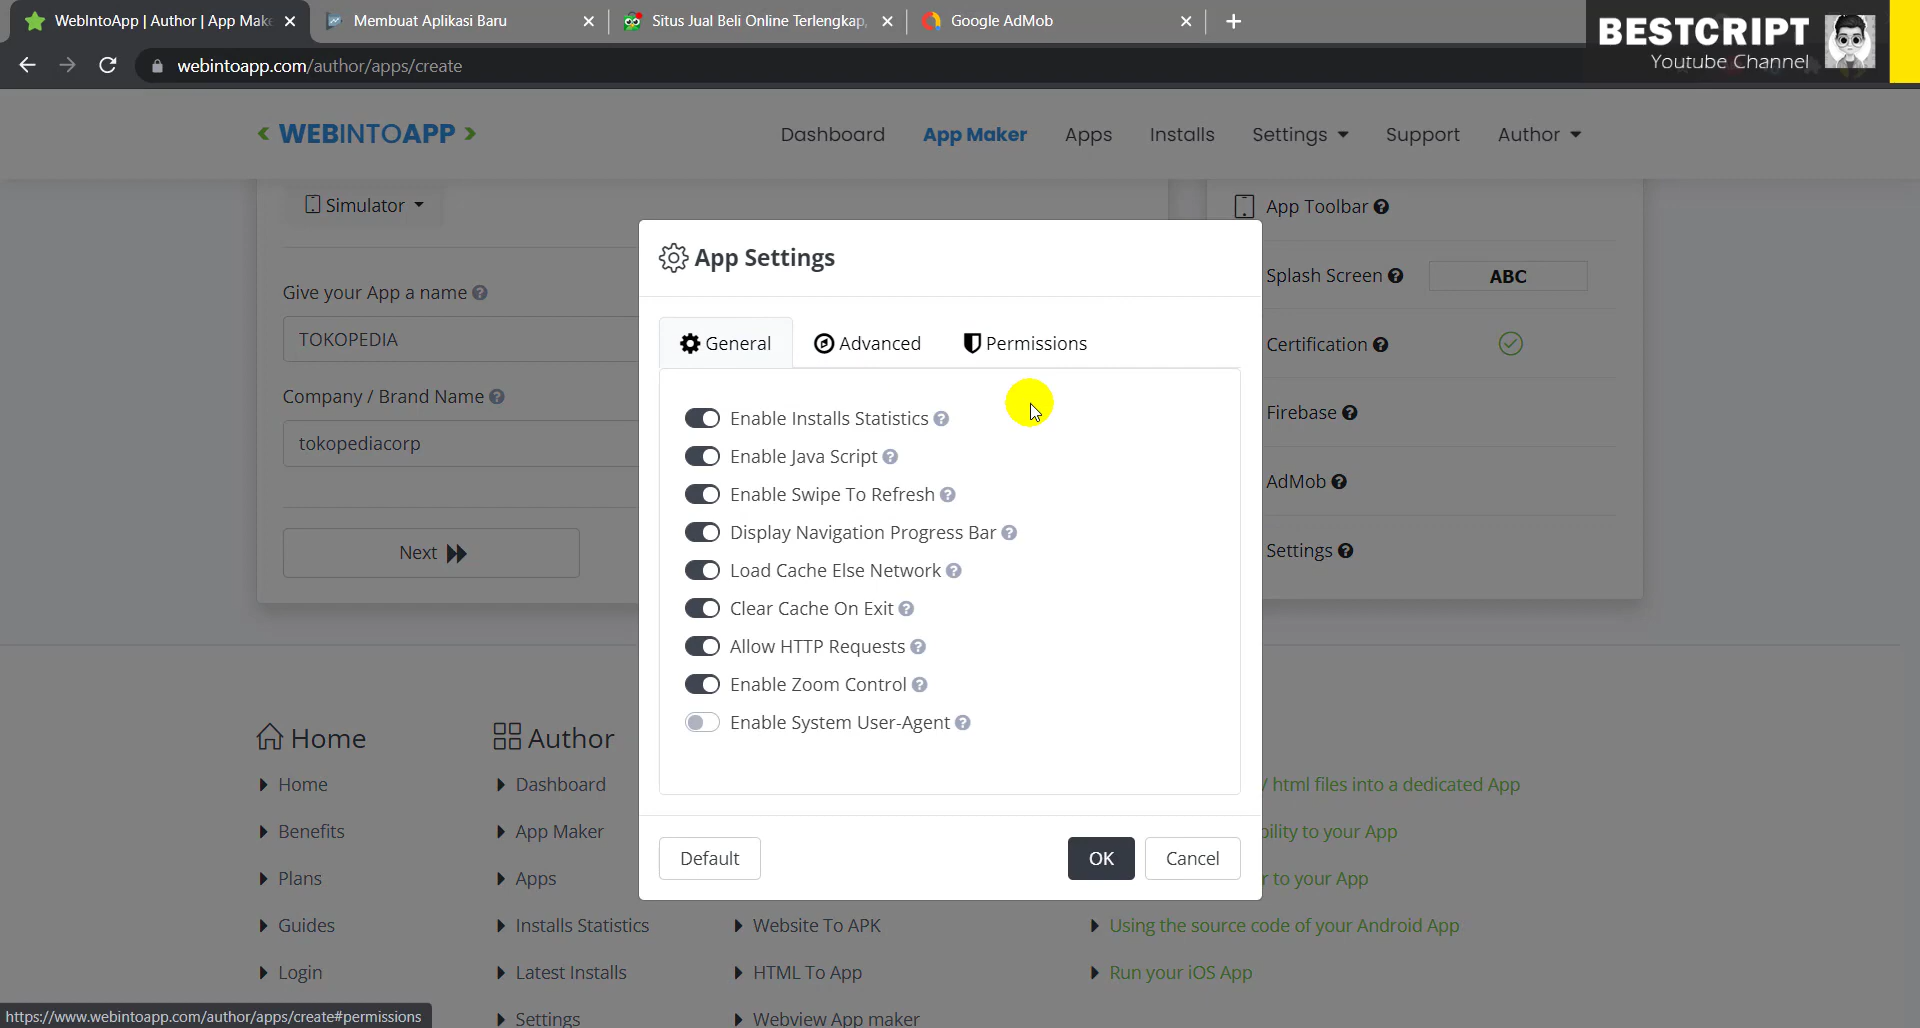 WebIntoApp | Author | App Make
Membuat Aplikasi Baru
Situs Jual Beli Online Terlengkap,
Google AdMob
BESTCRIPT
Youtube Channel
webintoapp.com/author/apps/create
< WEBINTOAPP >
Dashboard
App Maker
Apps
Installs
Settings
Support
Author
Simulator
App Toolbar
Give your App a name
TOKOPEDIA
Company / Brand Name
tokopediacorp
Next
App Settings
General
Advanced
Permissions
Enable Installs Statistics
Enable Java Script
Enable Swipe To Refresh
Display Navigation Progress Bar
Load Cache Else Network
Clear Cache On Exit
Allow HTTP Requests
Enable Zoom Control
Enable System User-Agent
Default
OK
Cancel
Splash Screen
ABC
Certification
Firebase
AdMob
Settings
Home
Home
Benefits
Plans
Guides
Login
Author
Dashboard
App Maker
Apps
Installs Statistics
Latest Installs
Settings
Website To APK
HTML To App
Webview App maker
/ html files into a dedicated App
bility to your App
r to your App
Using the source code of your Android App
Run your iOS App
https://www.webintoapp.com/author/apps/create#permissions